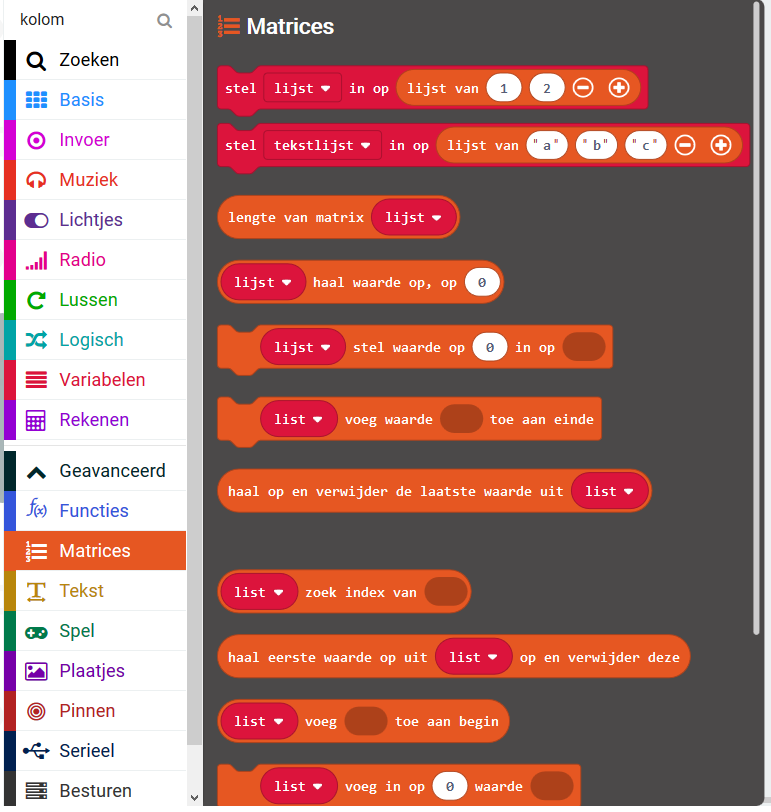 kolom
Zoeken
Basis
Invoer
Muziek
Lichtjes
Radio
Lussen
Logisch
Variabelen
Rekenen
Geavanceerd
f(x) Functies
Matrices
Tekst
Spel
Plaatjes
Pinnen
Serieel
Besturen
Matrices
stel lijst in op lijst van 1 2
stel tekstlijst in op lijst van "a" "b" "c"
lengte van matrix lijst
lijst haal waarde op, op 0
lijst stel waarde op 0 in op
list voeg waarde toe aan einde
haal op en verwijder de laatste waarde uit list
list zoek index van
haal eerste waarde op uit list op en verwijder deze
list voeg toe aan begin
list voeg in op 0 waarde